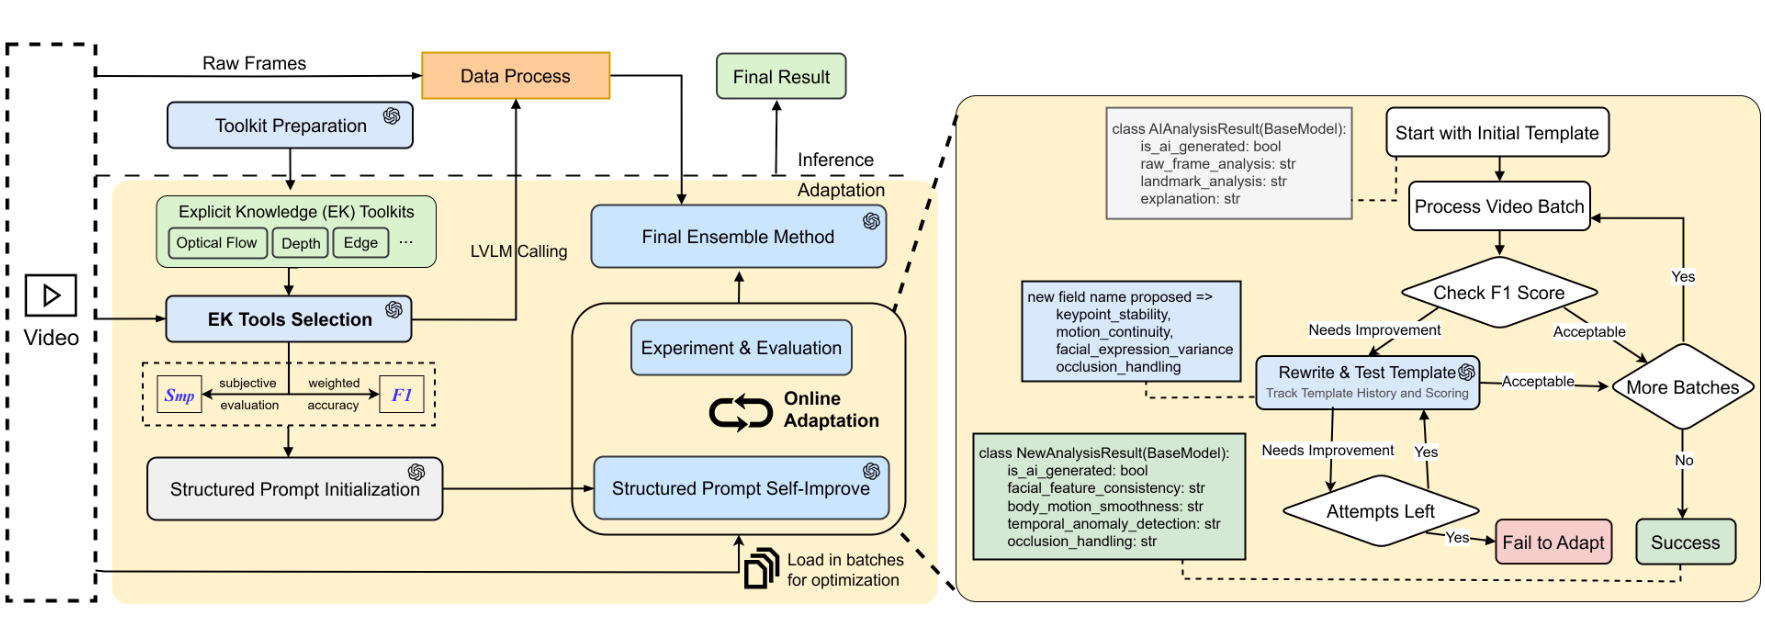 Raw Frames
Data Process
Final Result
Toolkit Preparation
Inference
Adaptation
Explicit Knowledge (EK) Toolkits
Optical Flow
Depth
Edge
...
LVLM Calling
Final Ensemble Method
Video
EK Tools Selection
Experiment & Evaluation
Smp
subjective
evaluation
weighted
accuracy
F1
Online
Adaptation
Structured Prompt Initialization
Structured Prompt Self-Improve
Load in batches
for optimization
class AIAnalysisResult(BaseModel):
is_ai_generated: bool
raw_frame_analysis: str
landmark_analysis: str
explanation: str
Start with Initial Template
Process Video Batch
Check F1 Score
Yes
Needs Improvement
Acceptable
new field name proposed =>
keypoint_stability,
motion_continuity,
facial_expression_variance
occlusion_handling
Rewrite & Test Template
Track Template History and Scoring
Acceptable
More Batches
Needs Improvement
Yes
No
class NewAnalysisResult(BaseModel):
is_ai_generated: bool
facial_feature_consistency: str
body_motion_smoothness: str
temporal_anomaly_detection: str
occlusion_handling: str
Attempts Left
Yes
Fail to Adapt
Success